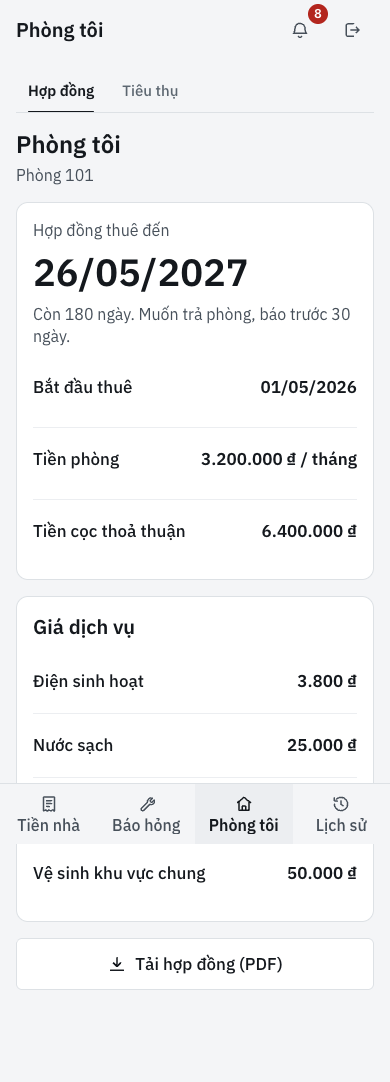 Phòng tôi
8
Hợp đồng
Tiêu thụ
Phòng tôi
Phòng 101
Hợp đồng thuê đến
26/05/2027
Còn 180 ngày. Muốn trả phòng, báo trước 30
ngày.
Bắt đầu thuê 01/05/2026
Tiền phòng 3.200.000 ₫ / tháng
Tiền cọc thoả thuận 6.400.000 ₫
Giá dịch vụ
Điện sinh hoạt 3.800 ₫
Nước sạch 25.000 ₫
Tiền nhà
Báo hỏng
Phòng tôi
Lịch sử
Vệ sinh khu vực chung 50.000 ₫
Tải hợp đồng (PDF)